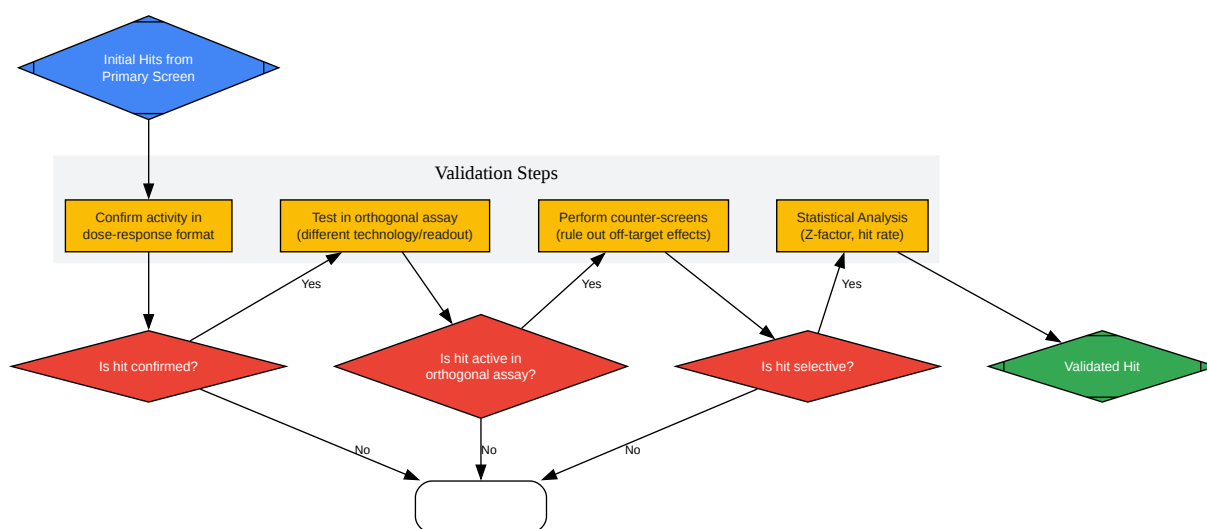 Initial Hits from
Primary Screen
Validation Steps
Confirm activity in
dose-response format
Test in orthogonal assay
(different technology/readout)
Perform counter-screens
(rule out off-target effects)
Statistical Analysis
(Z-factor, hit rate)
Yes
Yes
Yes
Is hit confirmed?
Is hit active in
orthogonal assay?
Is hit selective?
Validated Hit
No
No
No